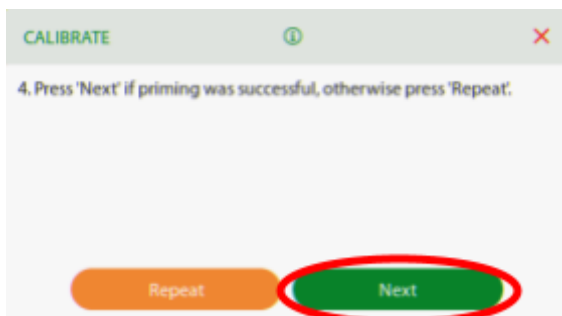 CALIBRATE
4. Press 'Next' if priming was successful, otherwise press 'Repeat'.
Repeat Next